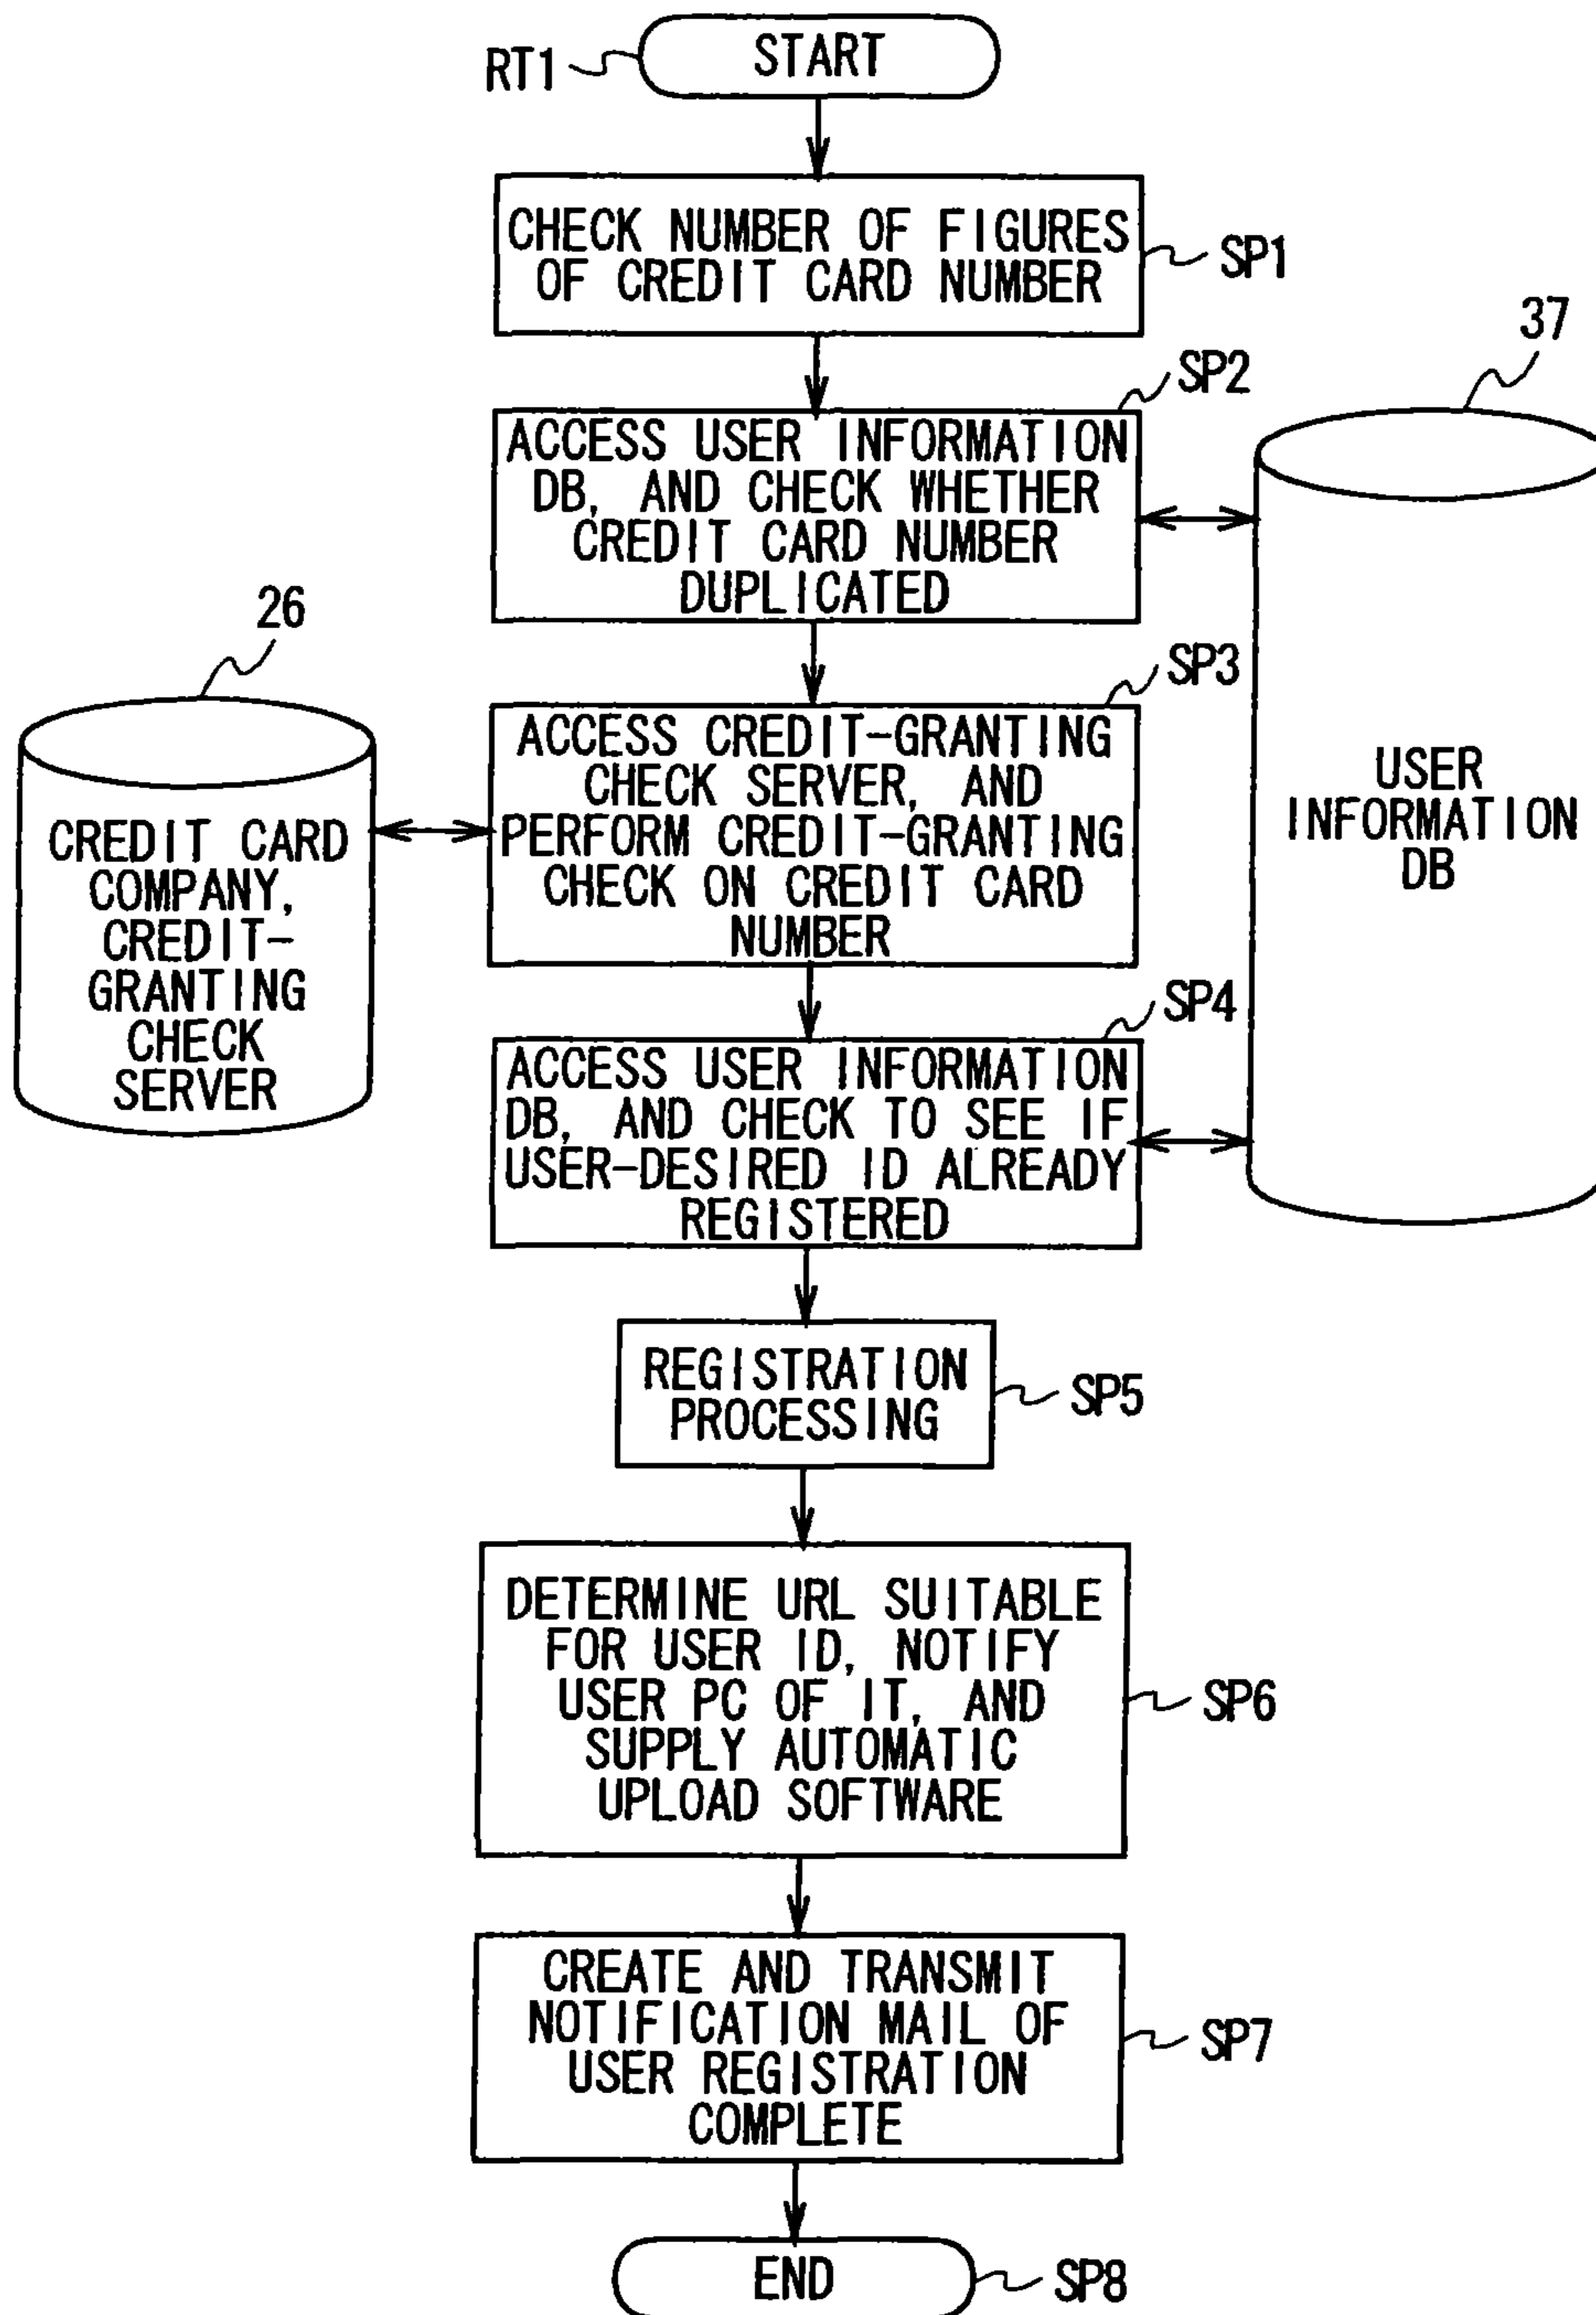 RT1
START
CHECK NUMBER OF FIGURES
OF CREDIT CARD NUMBER
SP1
37
SP2
ACCESS USER INFORMATION
DB, AND CHECK WHETHER
CREDIT CARD NUMBER
DUPLICATED
26
SP3
ACCESS CREDIT-GRANTING
CHECK SERVER, AND
PERFORM CREDIT-GRANTING
CHECK ON CREDIT CARD
NUMBER
CREDIT CARD
COMPANY,
CREDIT-
GRANTING
CHECK
SERVER
USER
INFORMATION
DB
SP4
ACCESS USER INFORMATION
DB, AND CHECK TO SEE IF
USER-DESIRED ID ALREADY
REGISTERED
REGISTRATION
PROCESSING
SP5
DETERMINE URL SUITABLE
FOR USER ID, NOTIFY
USER PC OF IT, AND
SUPPLY AUTOMATIC
UPLOAD SOFTWARE
SP6
CREATE AND TRANSMIT
NOTIFICATION MAIL OF
USER REGISTRATION
COMPLETE
SP7
END
SP8